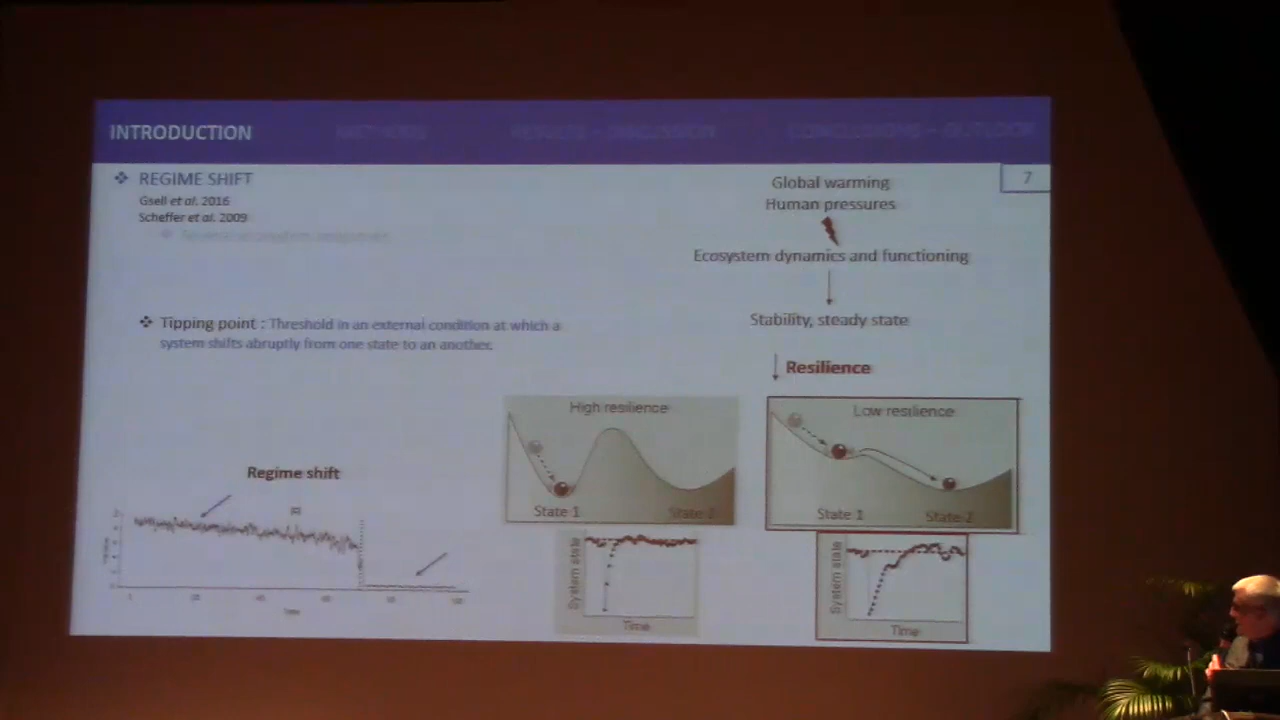 INTRODUCTION
METHODS
RESULTS – DISCUSSION
CONCLUSIONS – OUTLOOK
7
REGIME SHIFT
Gsell et al. 2016
Scheffer et al. 2009
Tipping point : Threshold in an external condition at which a
system shifts abruptly from one state to an another.
Global warming
Human pressures
Ecosystem dynamics and functioning
Stability, steady state
Resilience
Regime shift
High resilience
State 1
State 2
System state
Time
Low resilience
State 1
State 2
System state
Time